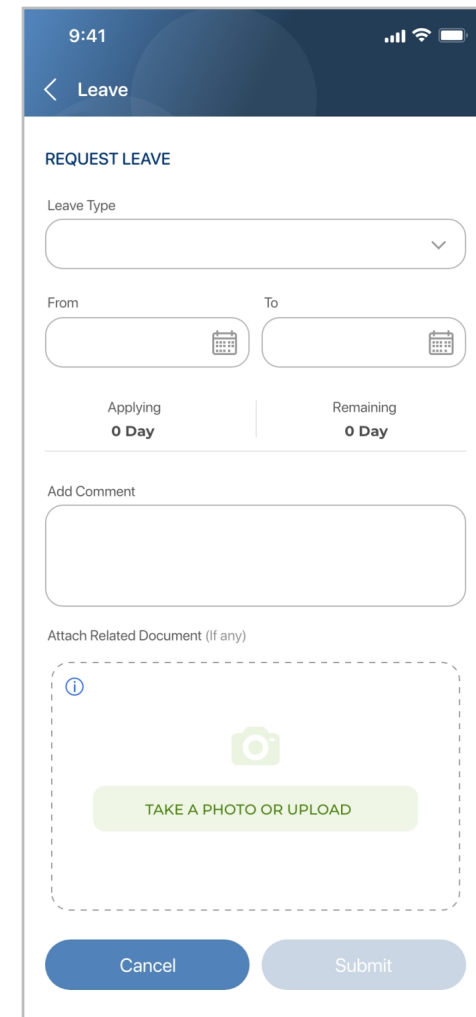 9:41
Leave
REQUEST LEAVE
Leave Type
From To
Applying Remaining
0 Day 0 Day
Add Comment
Attach Related Document (If any)
TAKE A PHOTO OR UPLOAD
Cancel Submit